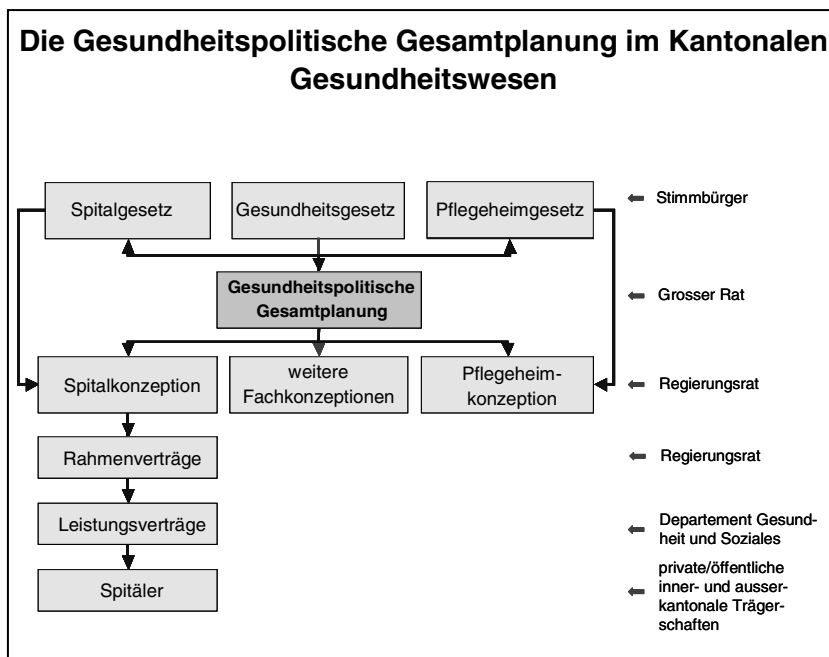 Die Gesundheitspolitische Gesamtplanung im Kantonalen
Gesundheitswesen
Spitalgesetz
Gesundheitsgesetz
Pflegeheimgesetz
Stimmbürger
Gesundheitspolitische
Gesamtplanung
Grosser Rat
Spitalkonzeption
weitere
Fachkonzeptionen
Pflegeheim-
konzeption
Regierungsrat
Rahmenverträge
Regierungsrat
Leistungsverträge
Departement Gesund-
heit und Soziales
Spitäler
private/öffentliche
inner- und ausser-
kantonale Träger-
schaften